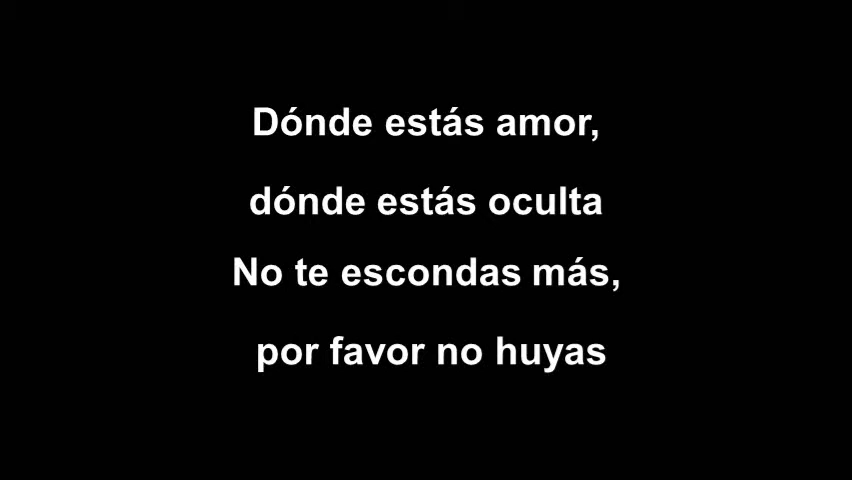 Dónde estás amor,
dónde estás oculta
No te escondas más,
por favor no huyas